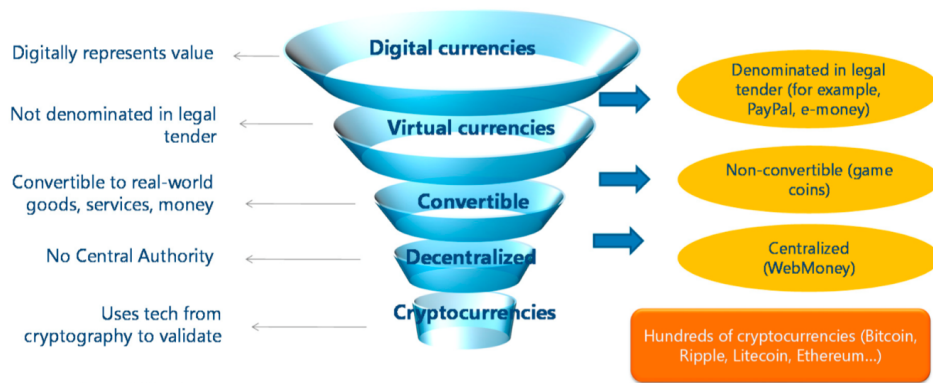 Digitally represents value
Digital currencies
Denominated in legal
tender (for example,
PayPal, e-money)
Not denominated in legal
tender
Virtual currencies
Non-convertible (game
coins)
Convertible to real-world
goods, services, money
Convertible
Centralized
(WebMoney)
No Central Authority
Decentralized
Uses tech from
cryptography to validate
Cryptocurrencies
Hundreds of cryptocurrencies (Bitcoin,
Ripple, Litecoin, Ethereum...)